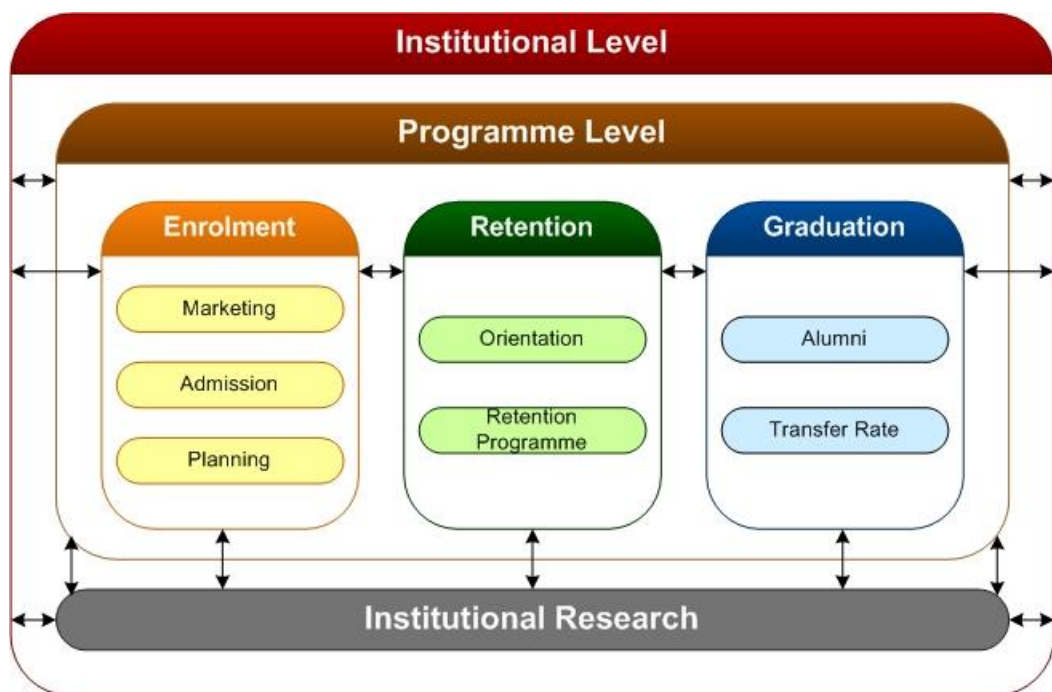 Institutional Level
Programme Level
Enrolment
Marketing
Admission
Planning
Retention
Orientation
Retention
Programme
Graduation
Alumni
Transfer Rate
Institutional Research